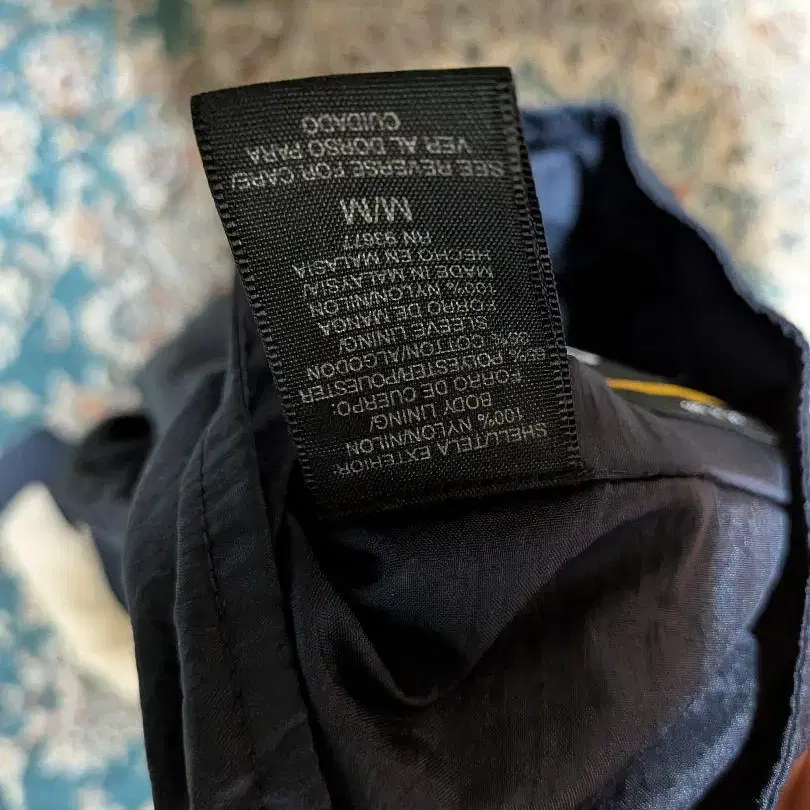 SHELL/TELA EXTERIOR:
100% NYLON/NILON
BODY LINING/
FORRO DE CUERPO:
65% POLYESTER/POLIESTER
35% COTTON/ALGODON
SLEEVE LINING/
FORRO DE MANGA
100% NYLON/NILON
MADE IN MALAYSIA/
HECHO EN MALASIA
RN 93677
M/M
SEE REVERSE FOR CARE/
VER AL DORSO PARA
CUIDADO